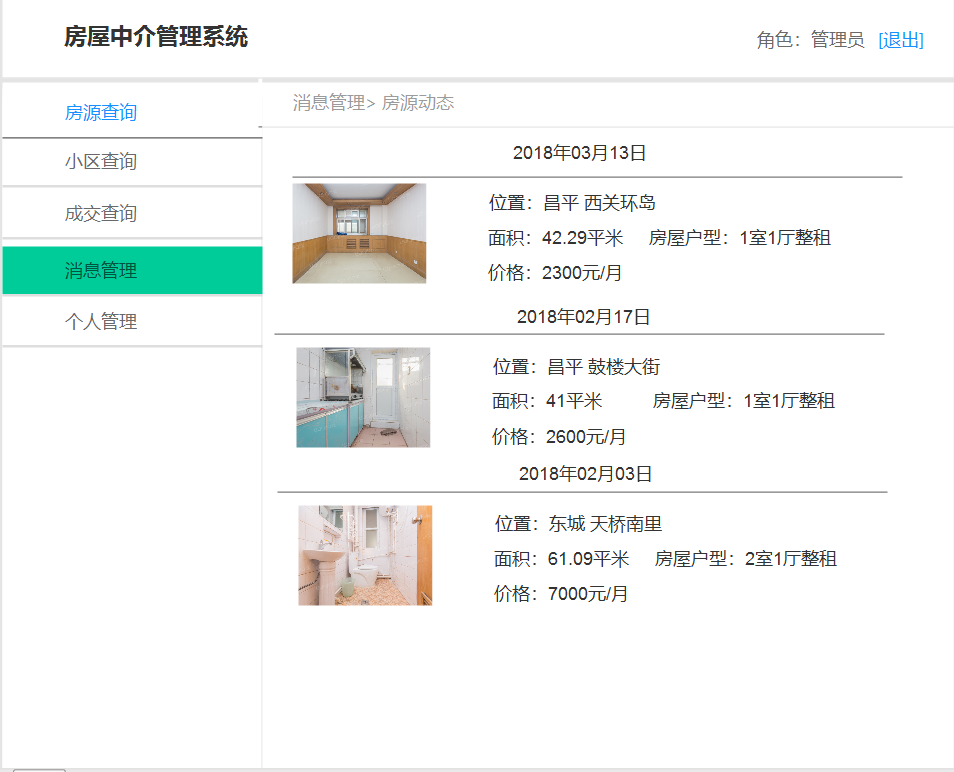 房屋中介管理系统
角色：管理员 [退出]
房源查询
小区查询
成交查询
消息管理
个人管理
消息管理> 房源动态
2018年03月13日
位置：昌平 西关环岛
面积：42.29平米 房屋户型：1室1厅整租
价格：2300元/月
2018年02月17日
位置：昌平 鼓楼大街
面积：41平米 房屋户型：1室1厅整租
价格：2600元/月
2018年02月03日
位置：东城 天桥南里
面积：61.09平米 房屋户型：2室1厅整租
价格：7000元/月